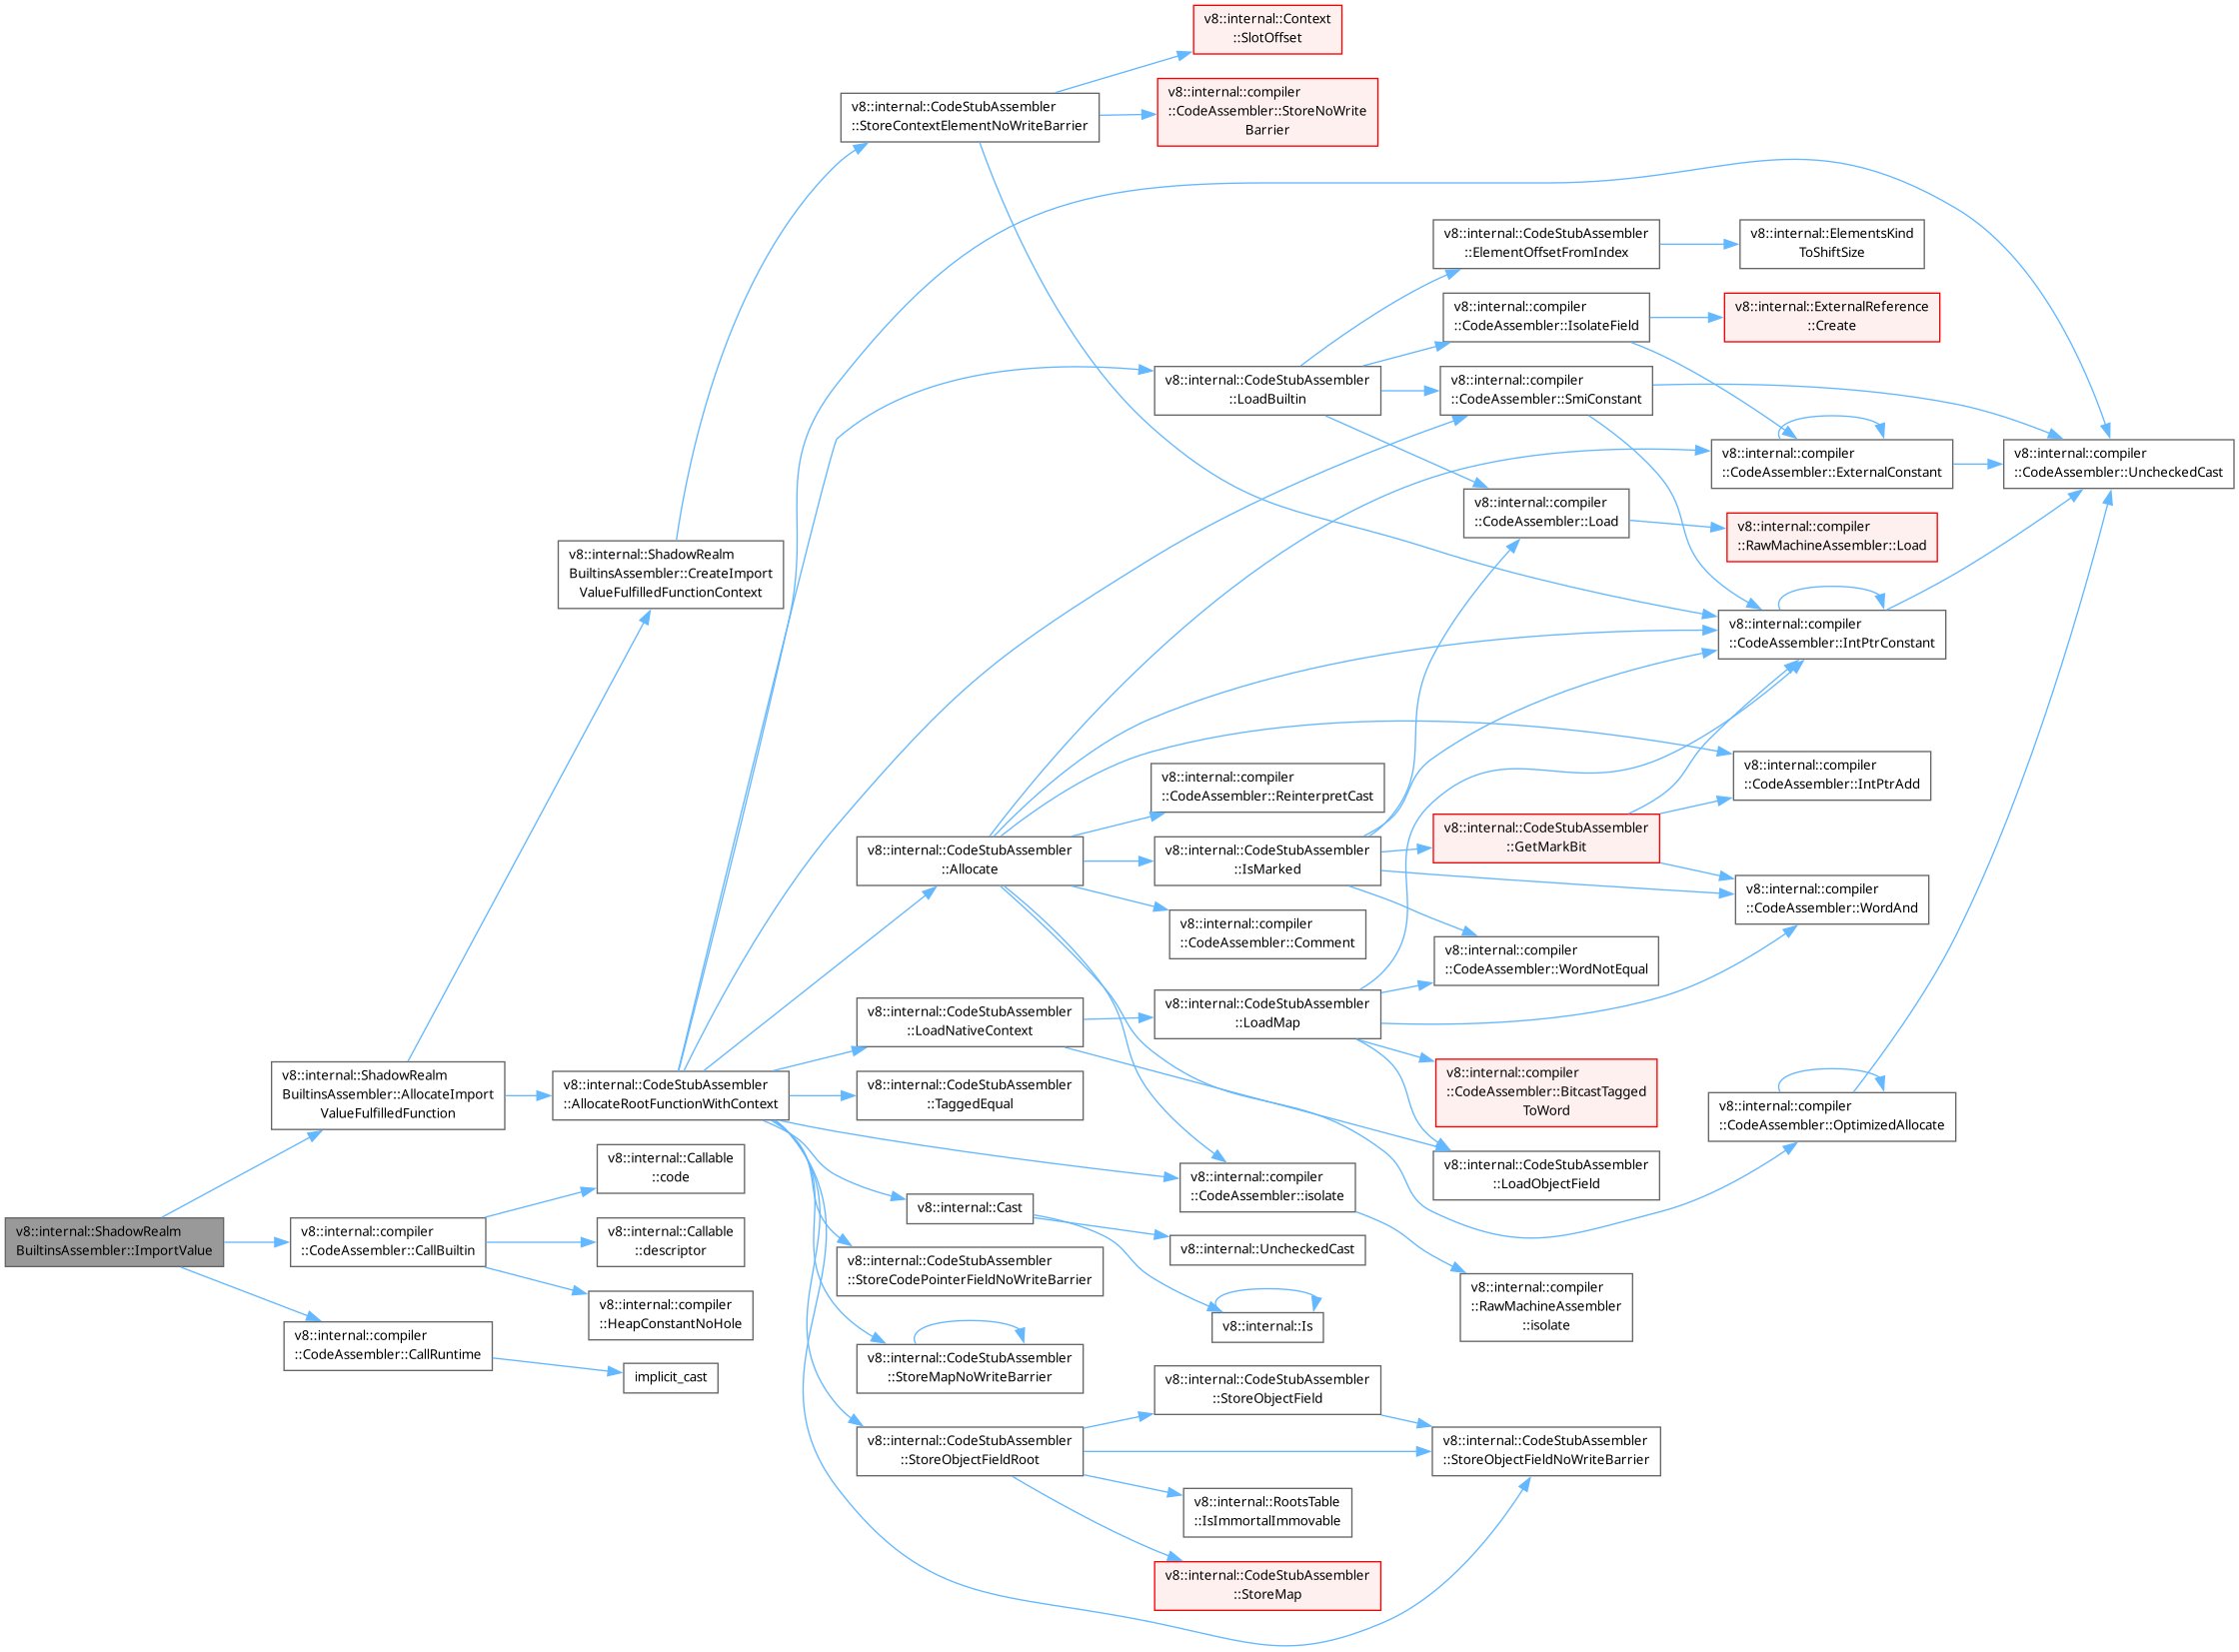 v8::internal::ShadowRealm
BuiltinsAssembler::ImportValue
v8::internal::ShadowRealm
BuiltinsAssembler::AllocateImport
ValueFulfilledFunction
v8::internal::compiler
::CodeAssembler::CallBuiltin
v8::internal::compiler
::CodeAssembler::CallRuntime
v8::internal::ShadowRealm
BuiltinsAssembler::CreateImport
ValueFulfilledFunctionContext
v8::internal::CodeStubAssembler
::AllocateRootFunctionWithContext
v8::internal::Callable
::code
v8::internal::Callable
::descriptor
v8::internal::compiler
::HeapConstantNoHole
implicit_cast
v8::internal::CodeStubAssembler
::StoreContextElementNoWriteBarrier
v8::internal::CodeStubAssembler
::Allocate
v8::internal::CodeStubAssembler
::LoadNativeContext
v8::internal::CodeStubAssembler
::TaggedEqual
v8::internal::Cast
v8::internal::CodeStubAssembler
::StoreCodePointerFieldNoWriteBarrier
v8::internal::CodeStubAssembler
::StoreMapNoWriteBarrier
v8::internal::CodeStubAssembler
::StoreObjectFieldRoot
v8::internal::Context
::SlotOffset
v8::internal::compiler
::CodeAssembler::StoreNoWrite
Barrier
v8::internal::CodeStubAssembler
::LoadBuiltin
v8::internal::compiler
::CodeAssembler::ReinterpretCast
v8::internal::CodeStubAssembler
::IsMarked
v8::internal::compiler
::CodeAssembler::Comment
v8::internal::CodeStubAssembler
::LoadMap
v8::internal::compiler
::CodeAssembler::isolate
v8::internal::UncheckedCast
v8::internal::Is
v8::internal::CodeStubAssembler
::StoreObjectField
v8::internal::RootsTable
::IsImmortalImmovable
v8::internal::CodeStubAssembler
::StoreMap
v8::internal::CodeStubAssembler
::ElementOffsetFromIndex
v8::internal::compiler
::CodeAssembler::IsolateField
v8::internal::compiler
::CodeAssembler::SmiConstant
v8::internal::compiler
::CodeAssembler::Load
v8::internal::CodeStubAssembler
::GetMarkBit
v8::internal::compiler
::CodeAssembler::WordNotEqual
v8::internal::compiler
::CodeAssembler::BitcastTagged
ToWord
v8::internal::CodeStubAssembler
::LoadObjectField
v8::internal::compiler
::RawMachineAssembler
::isolate
v8::internal::CodeStubAssembler
::StoreObjectFieldNoWriteBarrier
v8::internal::ElementsKind
ToShiftSize
v8::internal::ExternalReference
::Create
v8::internal::compiler
::CodeAssembler::ExternalConstant
v8::internal::compiler
::RawMachineAssembler::Load
v8::internal::compiler
::CodeAssembler::IntPtrConstant
v8::internal::compiler
::CodeAssembler::IntPtrAdd
v8::internal::compiler
::CodeAssembler::WordAnd
v8::internal::compiler
::CodeAssembler::OptimizedAllocate
v8::internal::compiler
::CodeAssembler::UncheckedCast